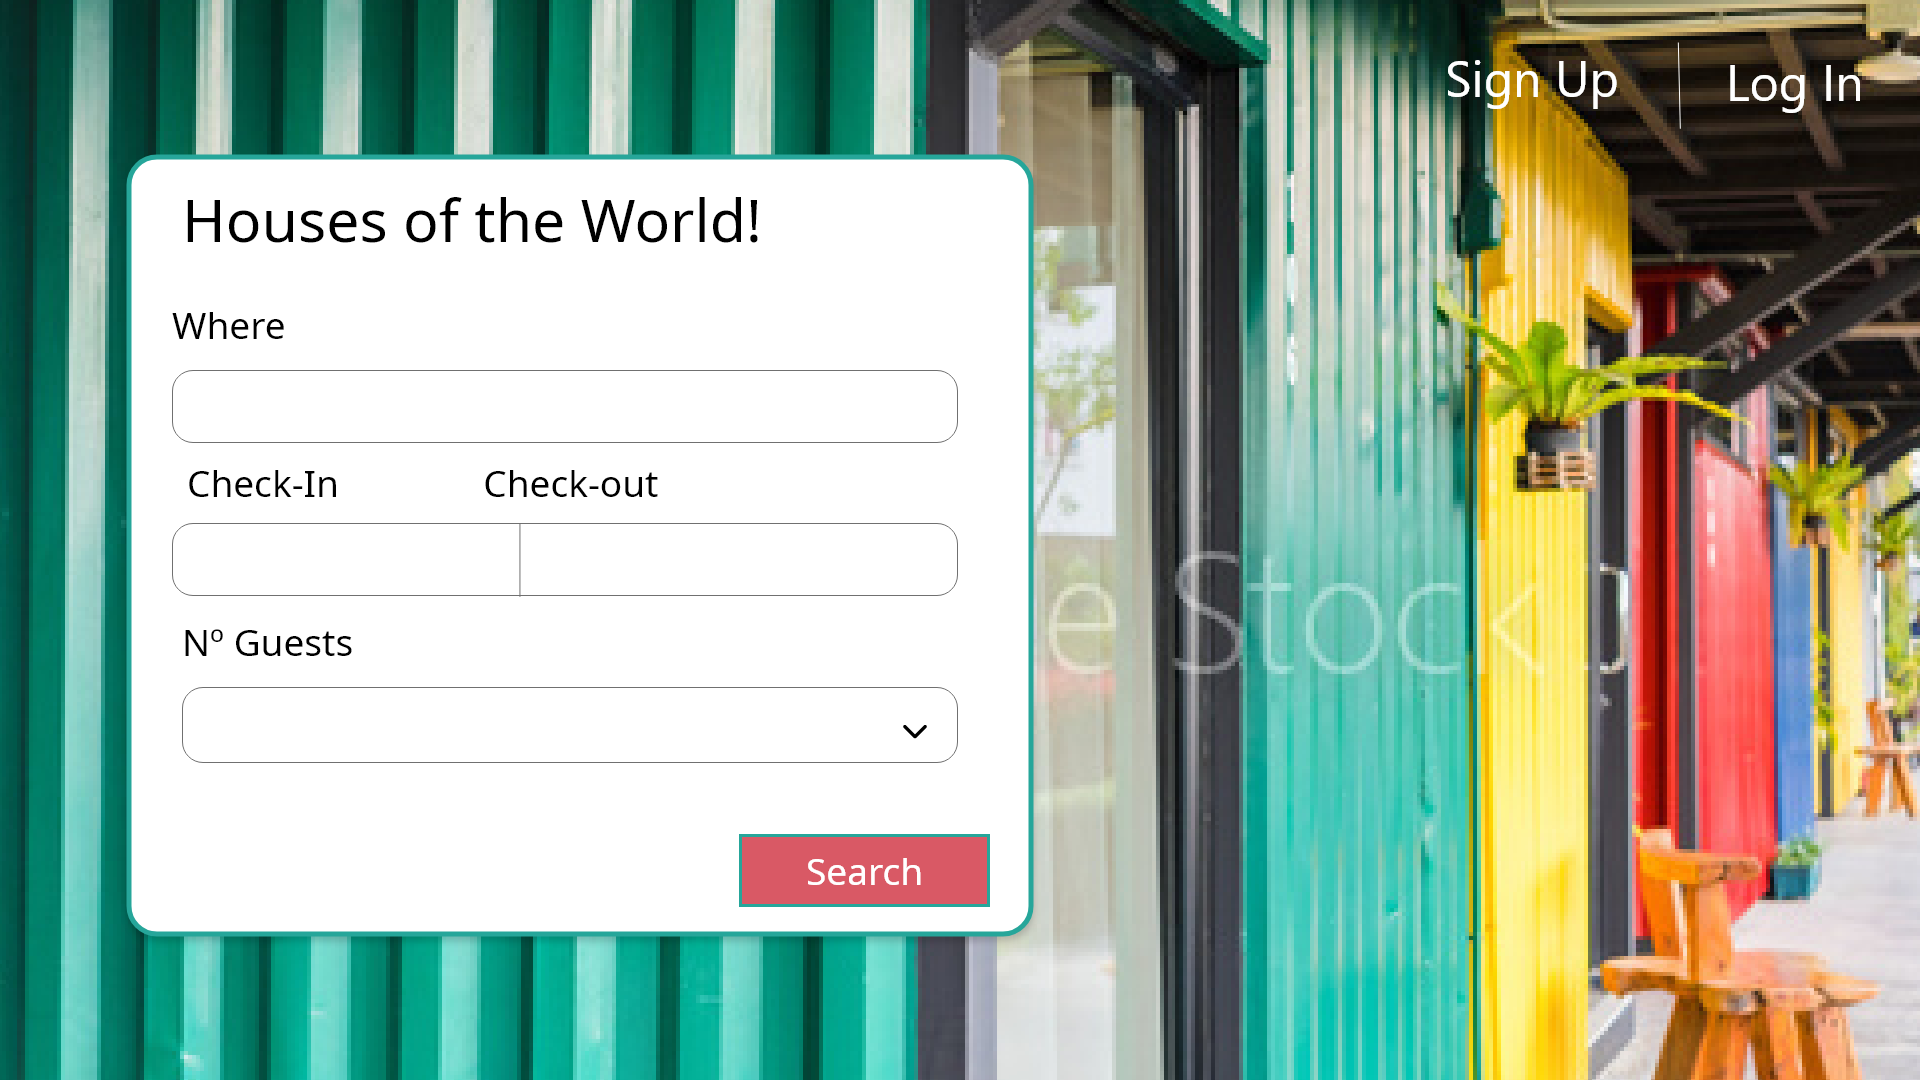 Sign Up
Log In
Houses of the World!
Where
Check-In
Check-out
Nº Guests
e Stock
Search